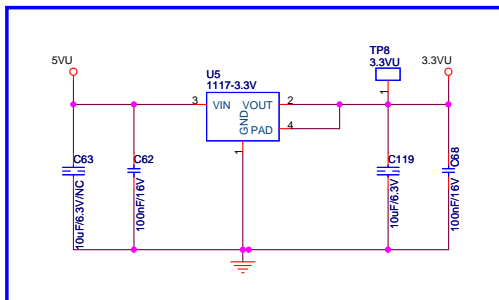 TP8
3.3VU
5VU
3.3VU
U5
1117-3.3V
1
3
VIN
VOUT
2
GND
PAD
4
1
C63
10uF/6.3V/NC
C62
100nF/16V
C119
10uF/6.3V
C68
100nF/16V